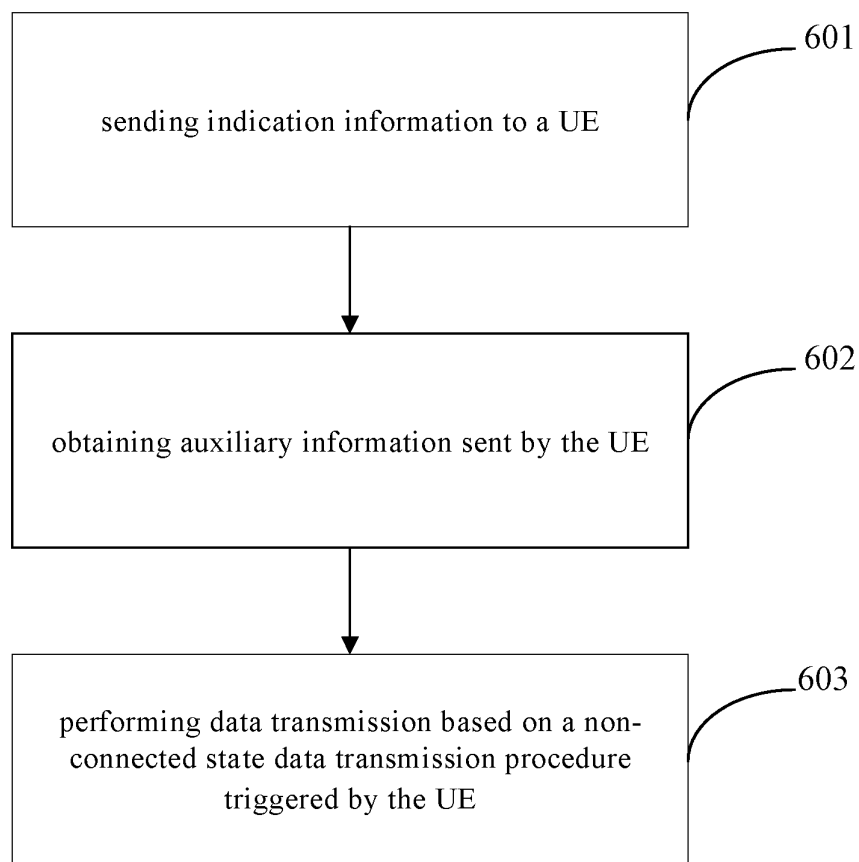 601
sending indication information to a UE
602
obtaining auxiliary information sent by the UE
603
performing data transmission based on a non-
connected state data transmission procedure
triggered by the UE